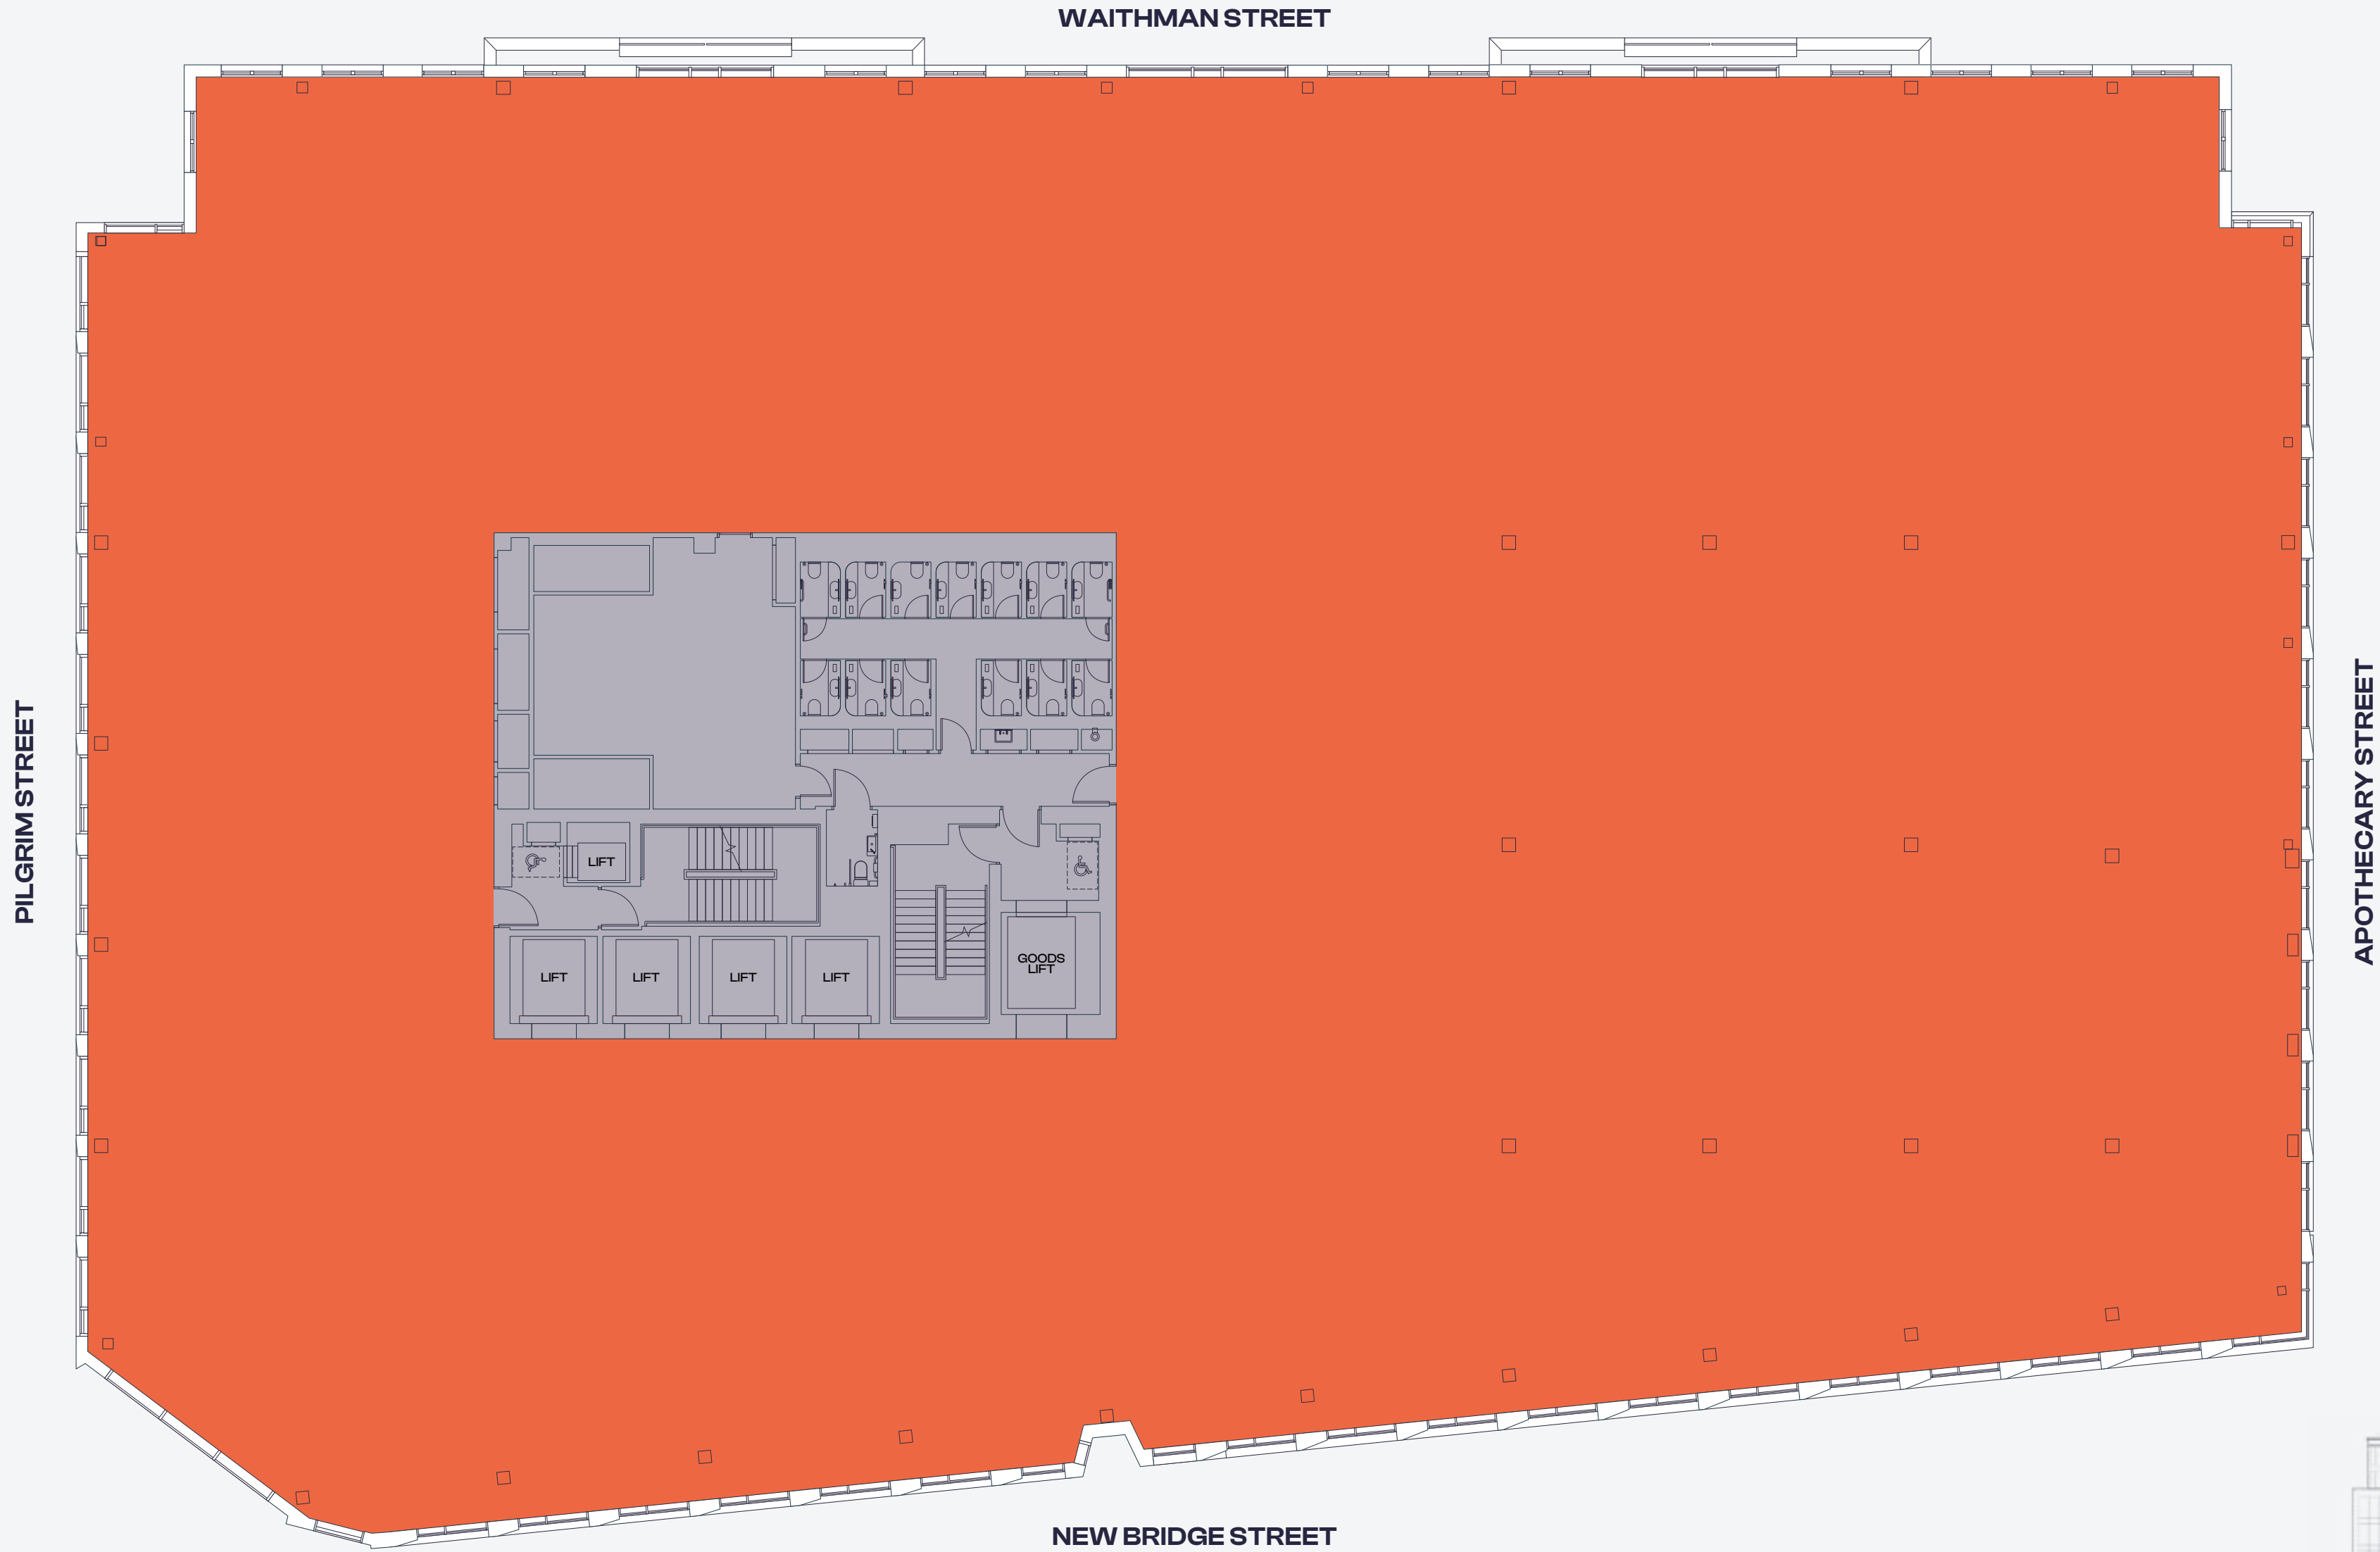 WAITHMAN STREET
PILGRIM STREET
APOTHECARY STREET
LIFT
GOODS
LIFT
LIFT
LIFT
LIFT
LIFT
NEW BRIDGE STREET